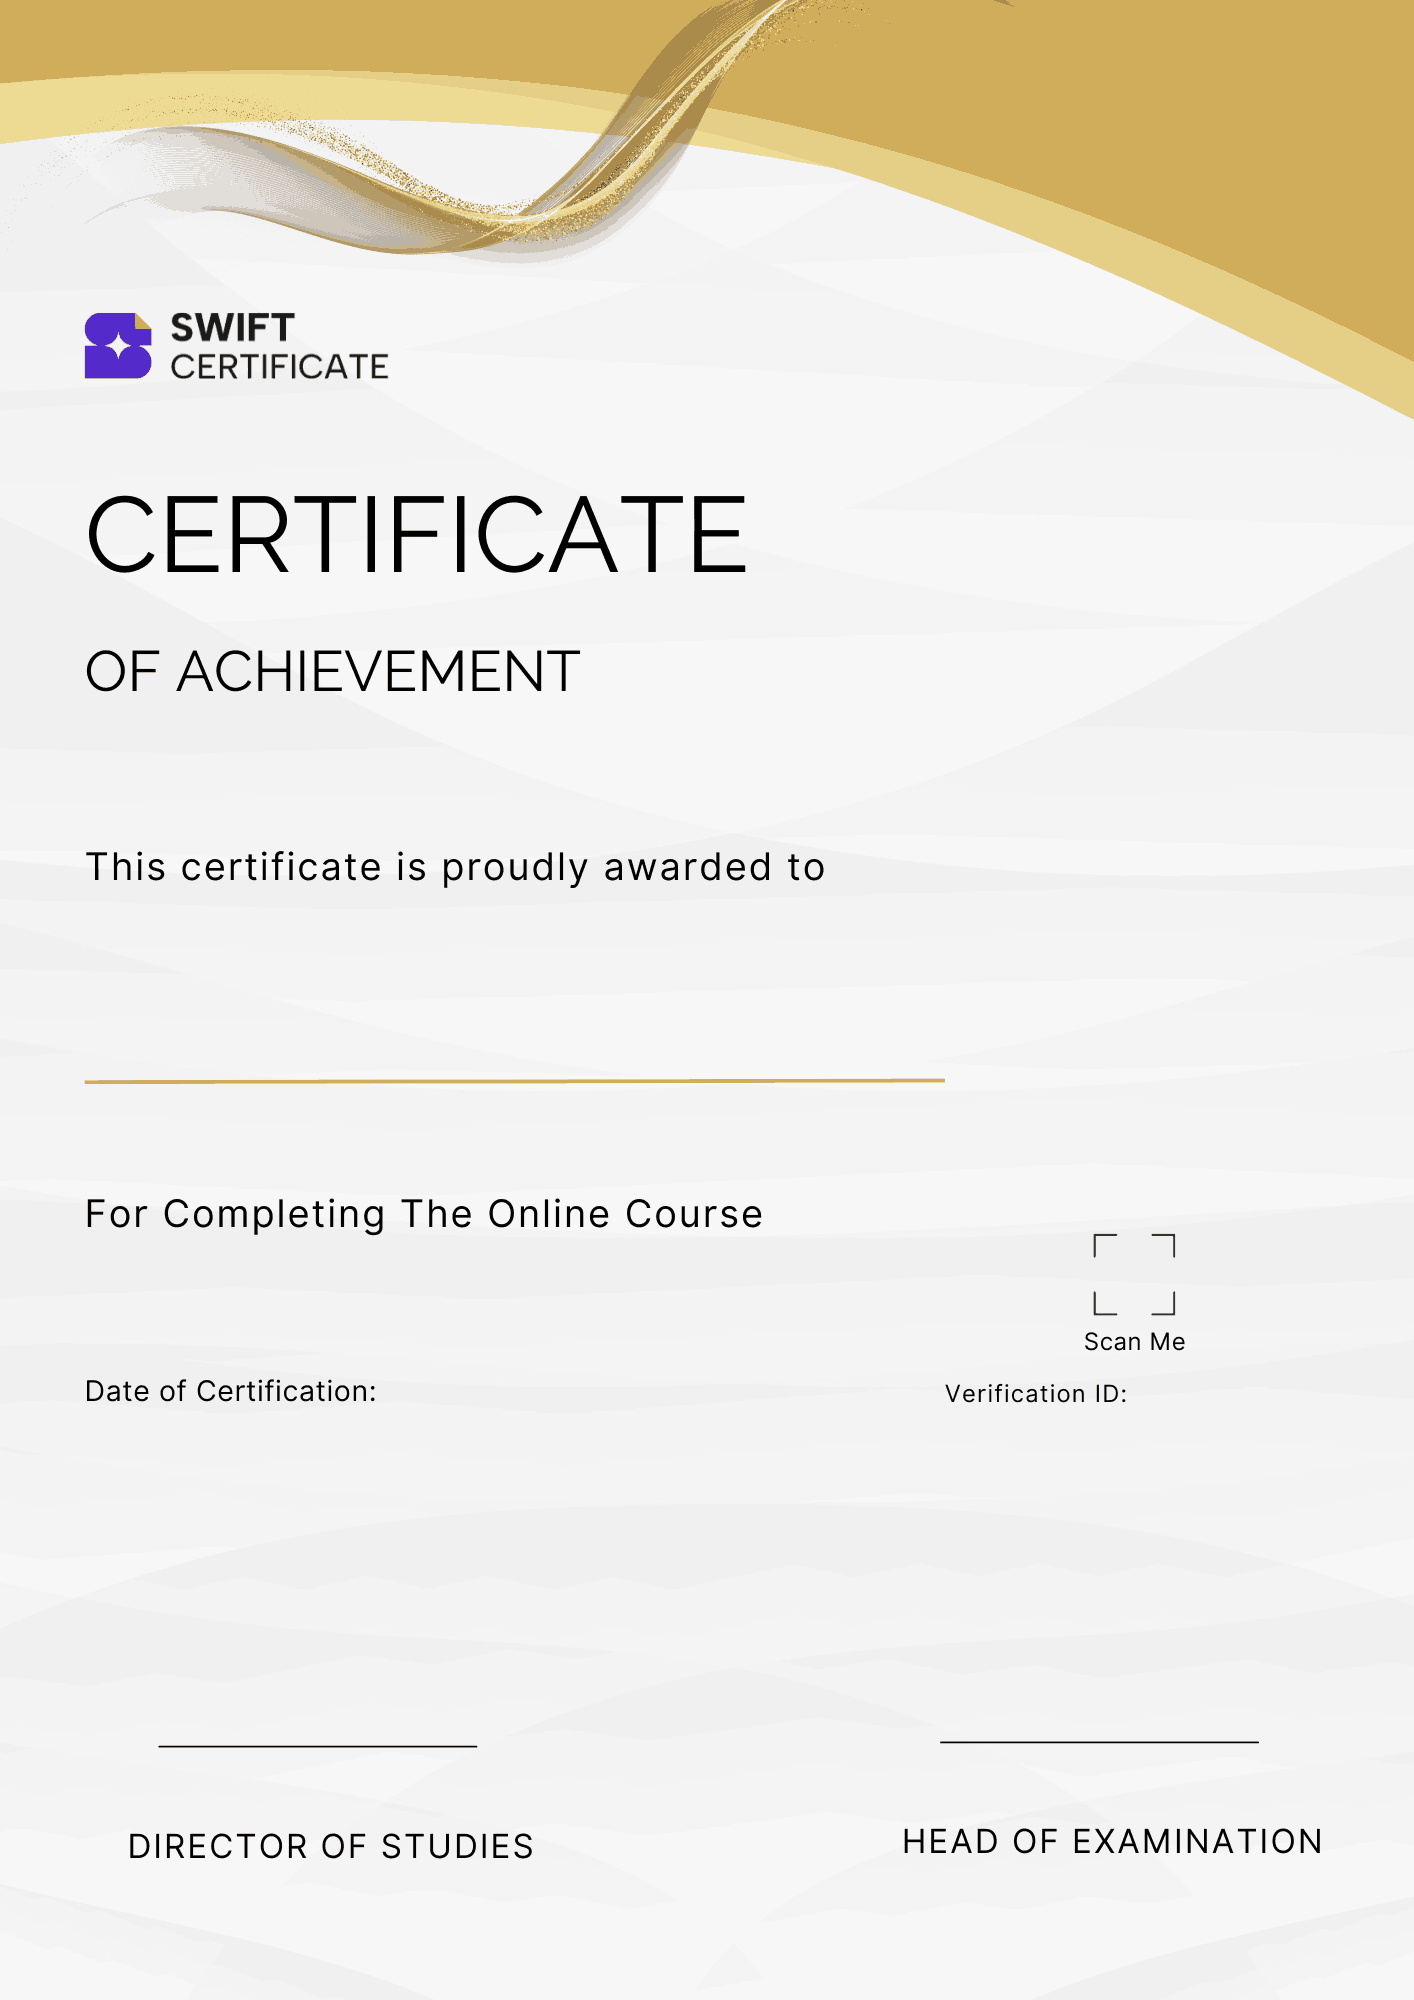 SWIFT
CERTIFICATE
CERTIFICATE
OF ACHIEVEMENT
This certificate is proudly awarded to
For Completing The Online Course
Scan Me
Date of Certification:
Verification ID:
DIRECTOR OF STUDIES
HEAD OF EXAMINATION